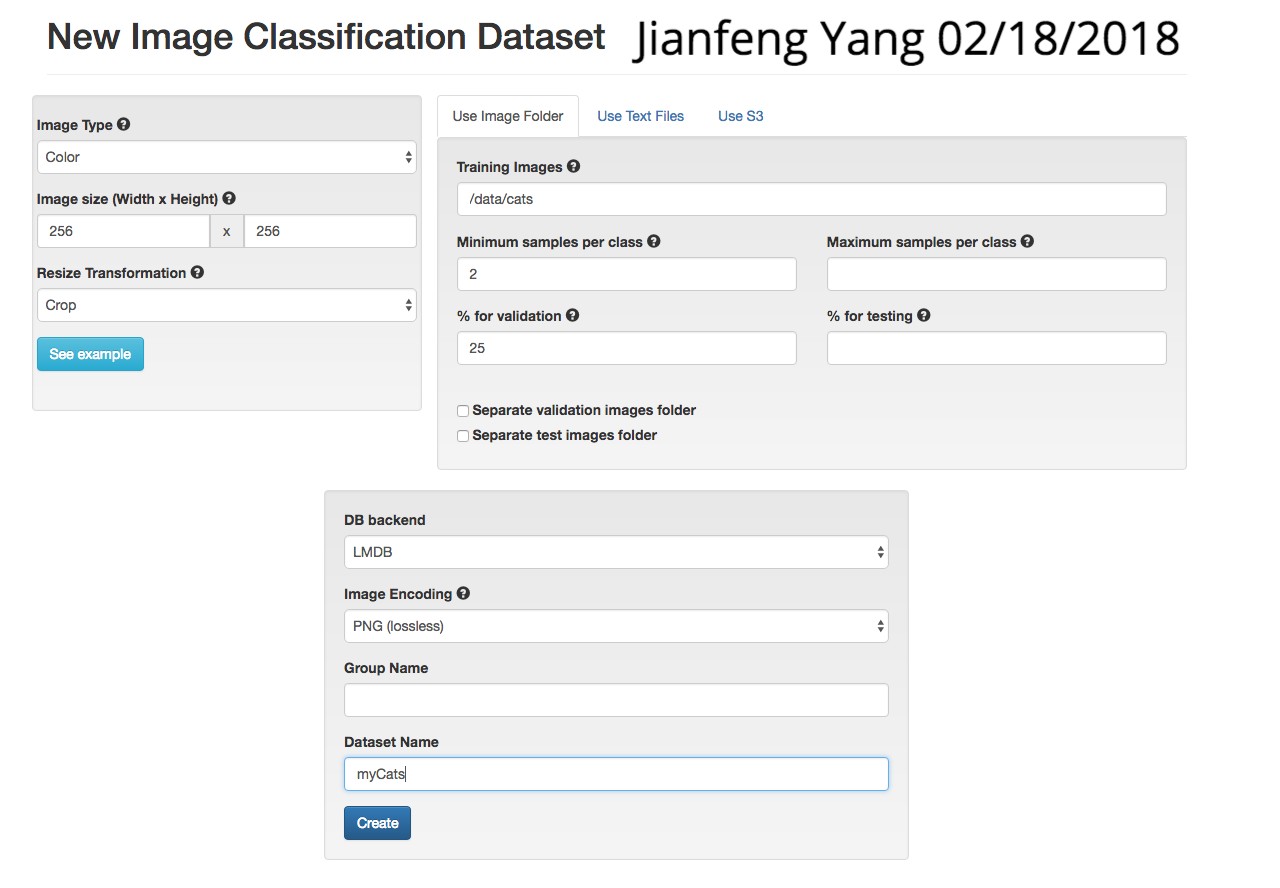 New Image Classification Dataset Jianfeng Yang 02/18/2018
Image Type
Color
Image size (Width x Height)
256 x 256
Resize Transformation
Crop
See example
Use Image Folder Use Text Files Use S3
Training Images
/data/cats
Minimum samples per class Maximum samples per class
2
% for validation % for testing
25
Separate validation images folder
Separate test images folder
DB backend
LMDB
Image Encoding
PNG (lossless)
Group Name
Dataset Name
myCats
Create